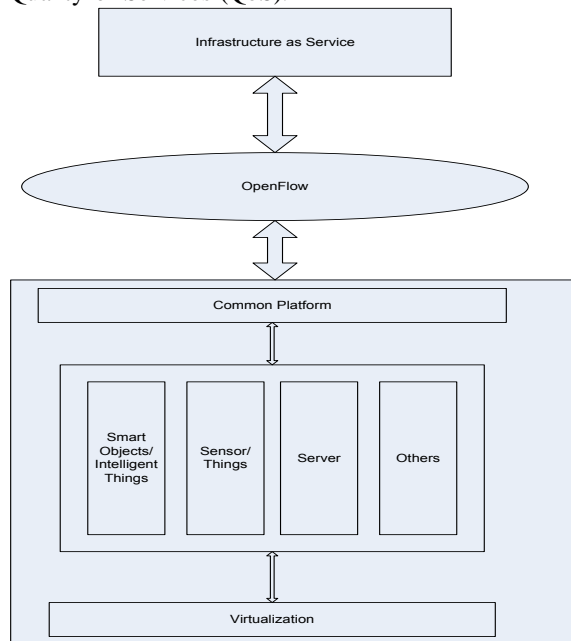 Quality of Services (QoS).
Infrastructure as Service
OpenFlow
Common Platform
Smart
Objects/
Intelligent
Things
Sensor/
Things
Server
Others
Virtualization